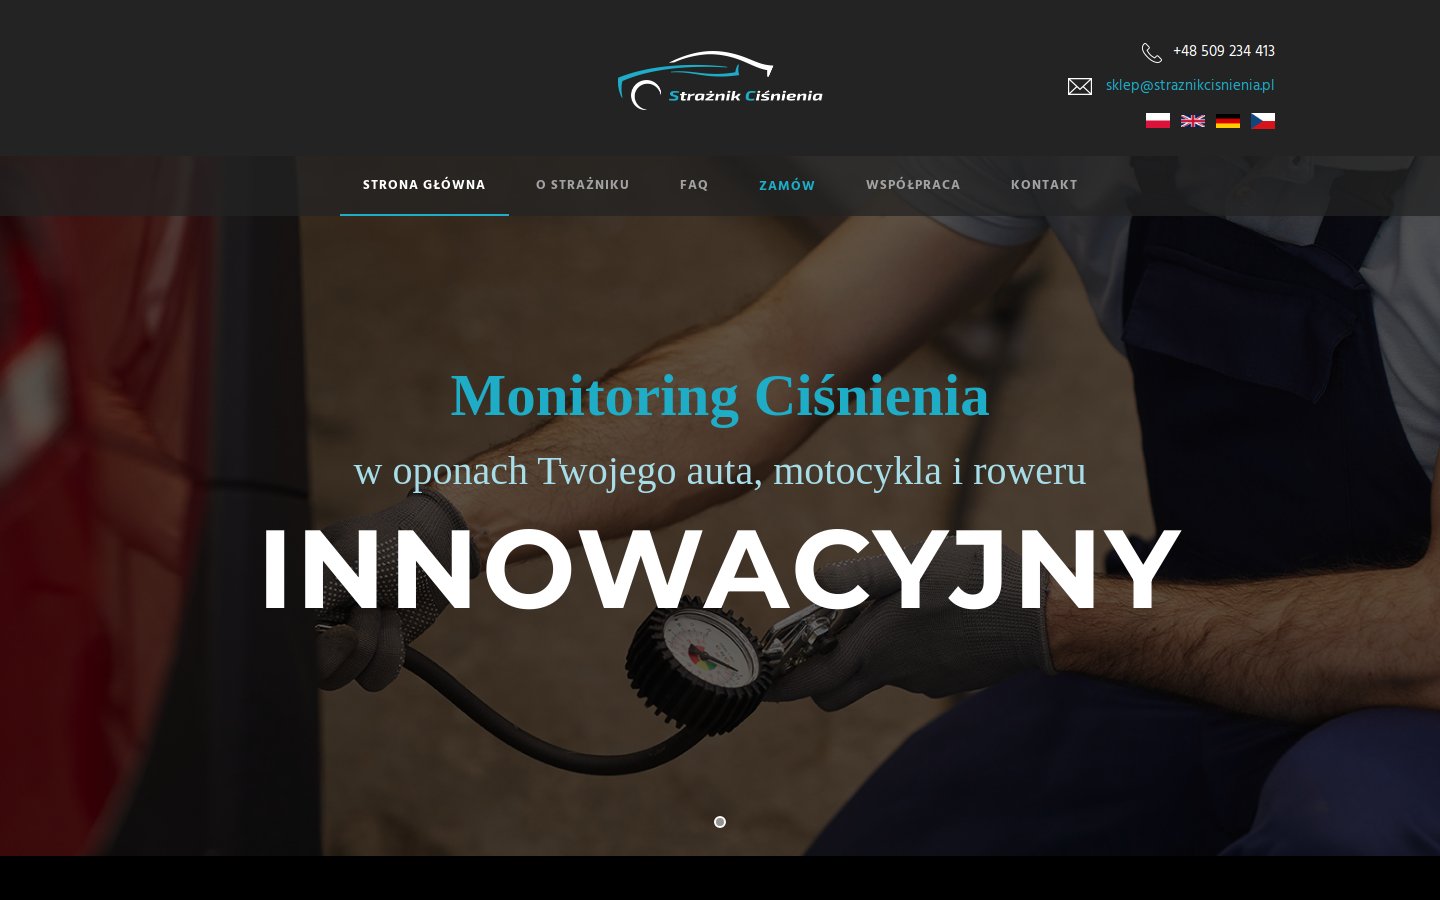 Strażnik Ciśnienia
+48 509 234 413
sklep@straznikcisnienia.pl
STRONA GŁÓWNA
O STRAŻNIKU
FAQ
ZAMÓW
WSPÓŁPRACA
KONTAKT
Monitoring Ciśnienia
w oponach Twojego auta, motocykla i roweru
INNOWACYJNY